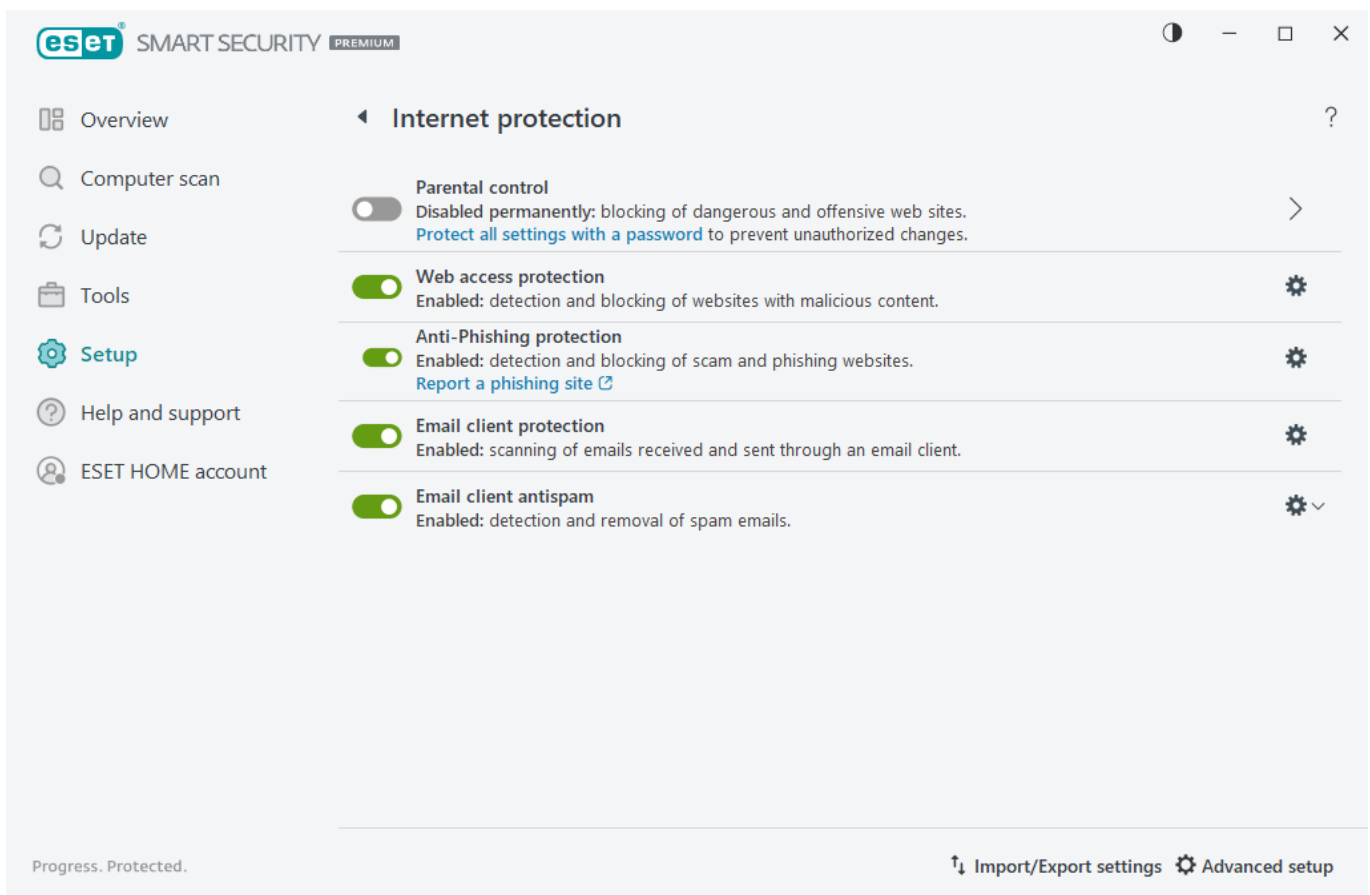 eset® SMART SECURITY PREMIUM
Overview
Computer scan
Update
Tools
Setup
Help and support
ESET HOME account
Internet protection
?
Parental control
Disabled permanently: blocking of dangerous and offensive web sites.
Protect all settings with a password to prevent unauthorized changes.
Web access protection
Enabled: detection and blocking of websites with malicious content.
Anti-Phishing protection
Enabled: detection and blocking of scam and phishing websites.
Report a phishing site
Email client protection
Enabled: scanning of emails received and sent through an email client.
Email client antispam
Enabled: detection and removal of spam emails.
Progress. Protected.
Import/Export settings Advanced setup